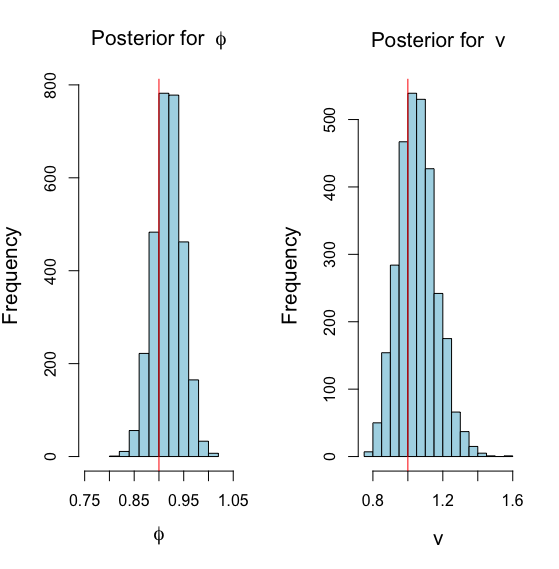 Posterior for ϕ
Frequency
0 200 400 600 800
0.75 0.85 0.95 1.05
ϕ
Posterior for v
Frequency
0 100 200 300 400 500
0.8 1.2 1.6
v